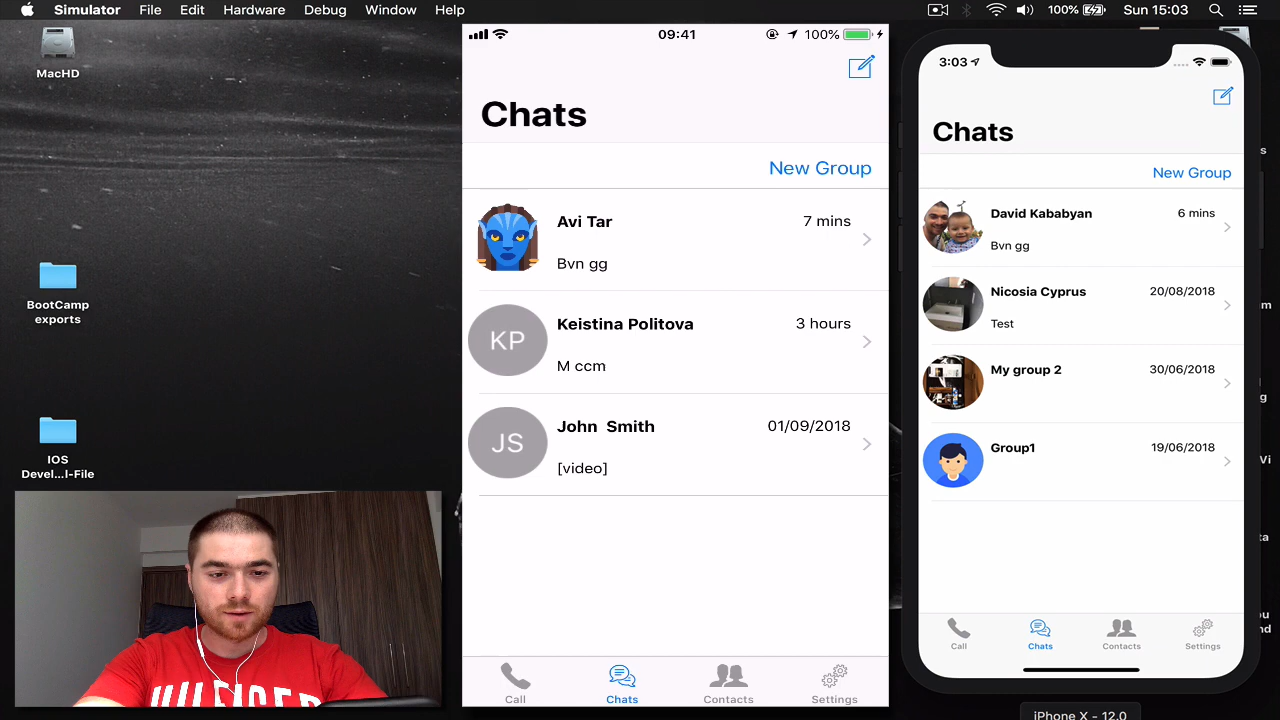 Simulator File Edit Hardware Debug Window Help 100% Sun 15:03
MacHD
BootCamp
exports
IOS
Devel...l-File
09:41 100%
Chats
New Group
Avi Tar 7 mins
Bvn gg
KP Keistina Politova 3 hours
M ccm
JS John Smith 01/09/2018
[video]
Call Chats Contacts Settings
3:03
Chats
New Group
David Kababyan 6 mins
Bvn gg
Nicosia Cyprus 20/08/2018
Test
My group 2 30/06/2018
Group1 19/06/2018
Call Chats Contacts Settings
iPhone X - 12.0